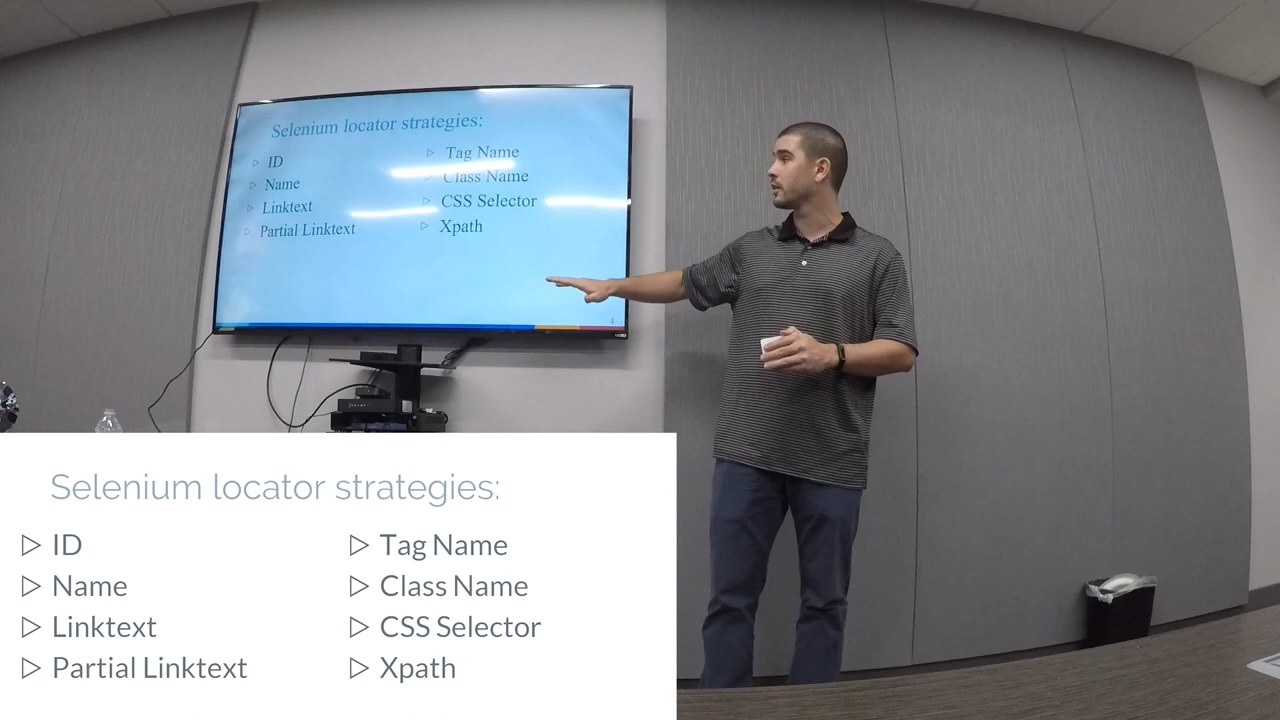 Selenium locator strategies:
ID
Name
Linktext
Partial Linktext
Tag Name
Class Name
CSS Selector
Xpath
4
Selenium locator strategies:
ID
Name
Linktext
Partial Linktext
Tag Name
Class Name
CSS Selector
Xpath